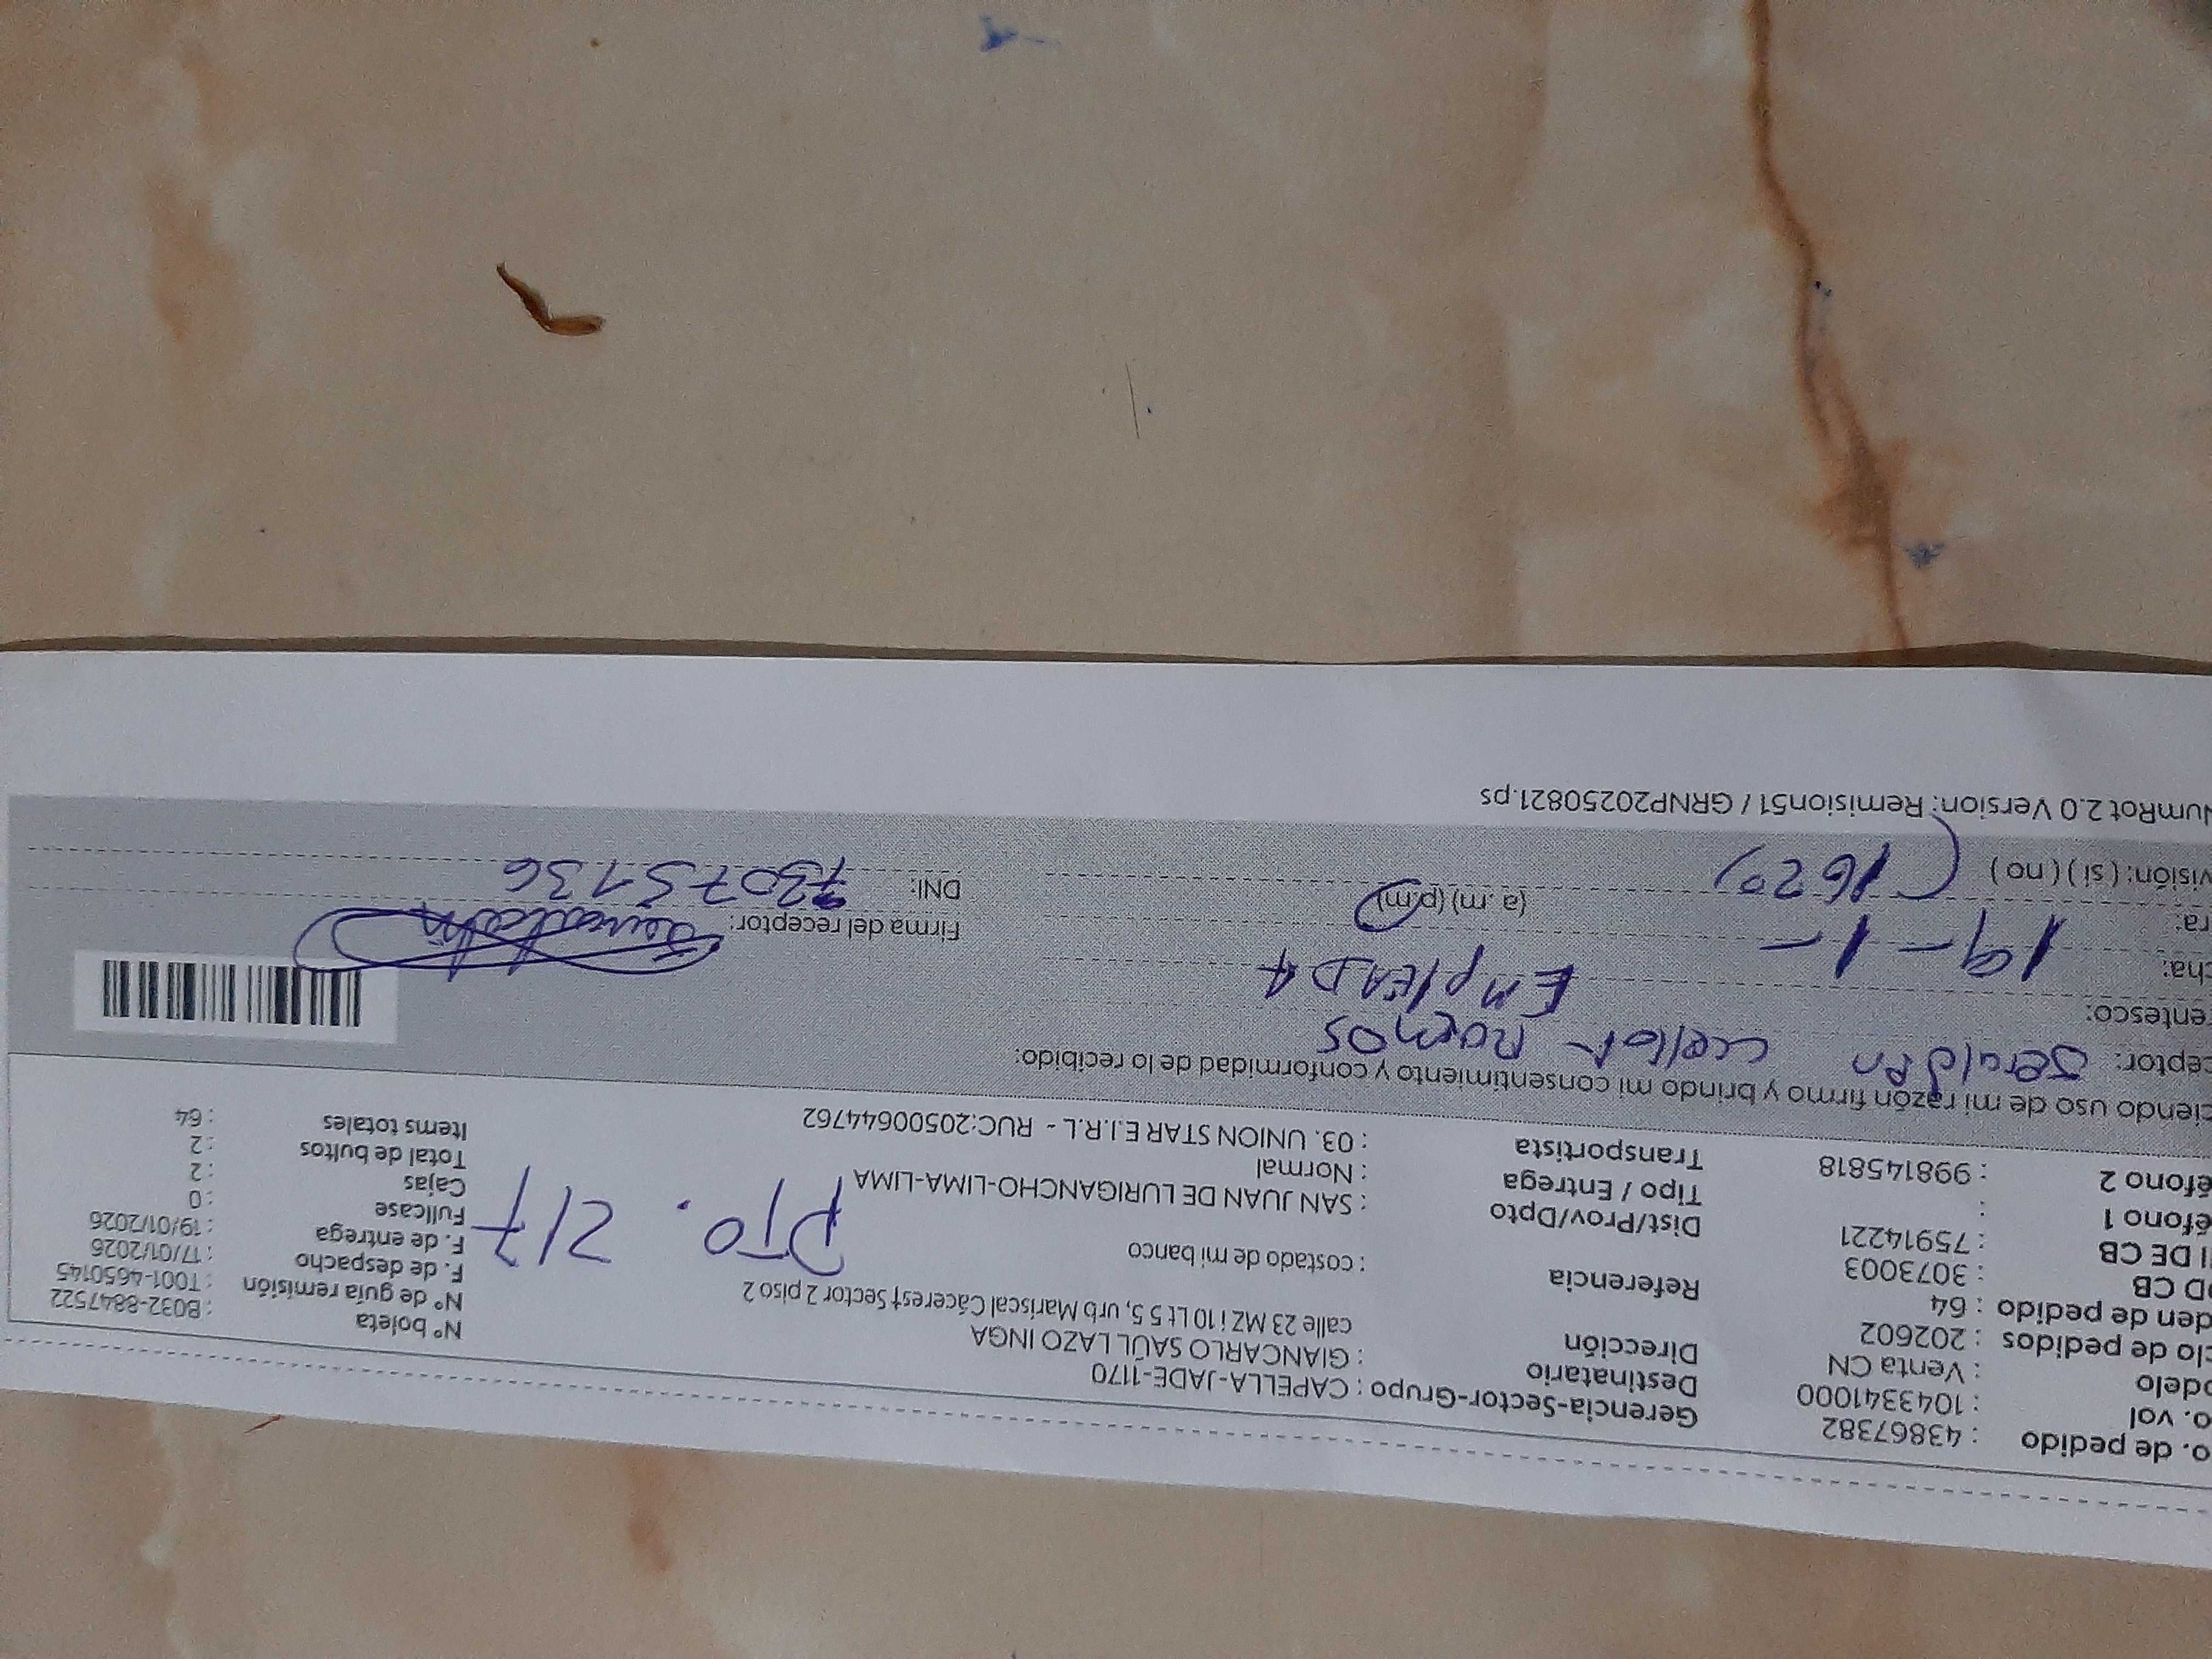 o. de pedido : 43867382 Gerencia-Sector-Grupo : CAPELLA-JADE-1170 N° boleta : B032-8847522
o. vol : 1043341000 Destinatario : GIANCARLO SAÚL LAZO INGA N° de guía remisión : T001-4650145
odelo : Venta CN Dirección calle 23 MZ i 10 Lt 5 5, urb Mariscal Cáceres† Sector 2 piso 2 F. de despacho : 17/01/2026
clo de pedidos : 202602 Referencia : costado de mi banco F. de entrega : 19/01/2026
den de pedido : 64 Dist/Prov/Dpto : SAN JUAN DE LURIGANCHO-LIMA-LIMA Fullcase : 0
OD CB : 3073003 Tipo / Entrega : Normal Cajas : 2
I DE CB : 75914221 Transportista : 03. UNION STAR E.I.R.L - RUC:20500644762 Total de bultos : 2
éfono 1 : Items totales : 64
éfono 2 : 998145818
PTO. 217
ciendo uso de mi razón firmo y brindo mi consentimiento y conformidad de lo recibido:
ceptor: Ramos
entesco: EmplEADA
cha: 19-1- Firma del receptor:
ra: (1620) (a. m) (p.m) DNI: 73075136
visión: ( si ) ( no )
NumRot 2.0 Version: Remision51 / GRNP20250821.ps